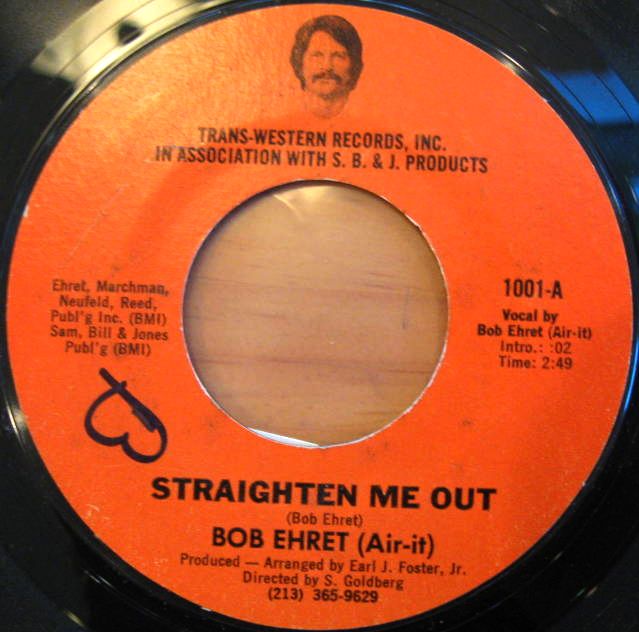 TRANS-WESTERN RECORDS, INC.
IN ASSOCIATION WITH S. B. & J. PRODUCTS
Ehret, Marchman,
Neufeld, Reed,
Publ'g Inc. (BMI)
Sam, Bill & Jones
Publ'g (BMI)
1001-A
Vocal by
Bob Ehret (Air-it)
Intro.: :02
Time: 2:49
STRAIGHTEN ME OUT
(Bob Ehret)
BOB EHRET (Air-it)
Produced — Arranged by Earl J. Foster, Jr.
Directed by S. Goldberg
(213) 365-9629